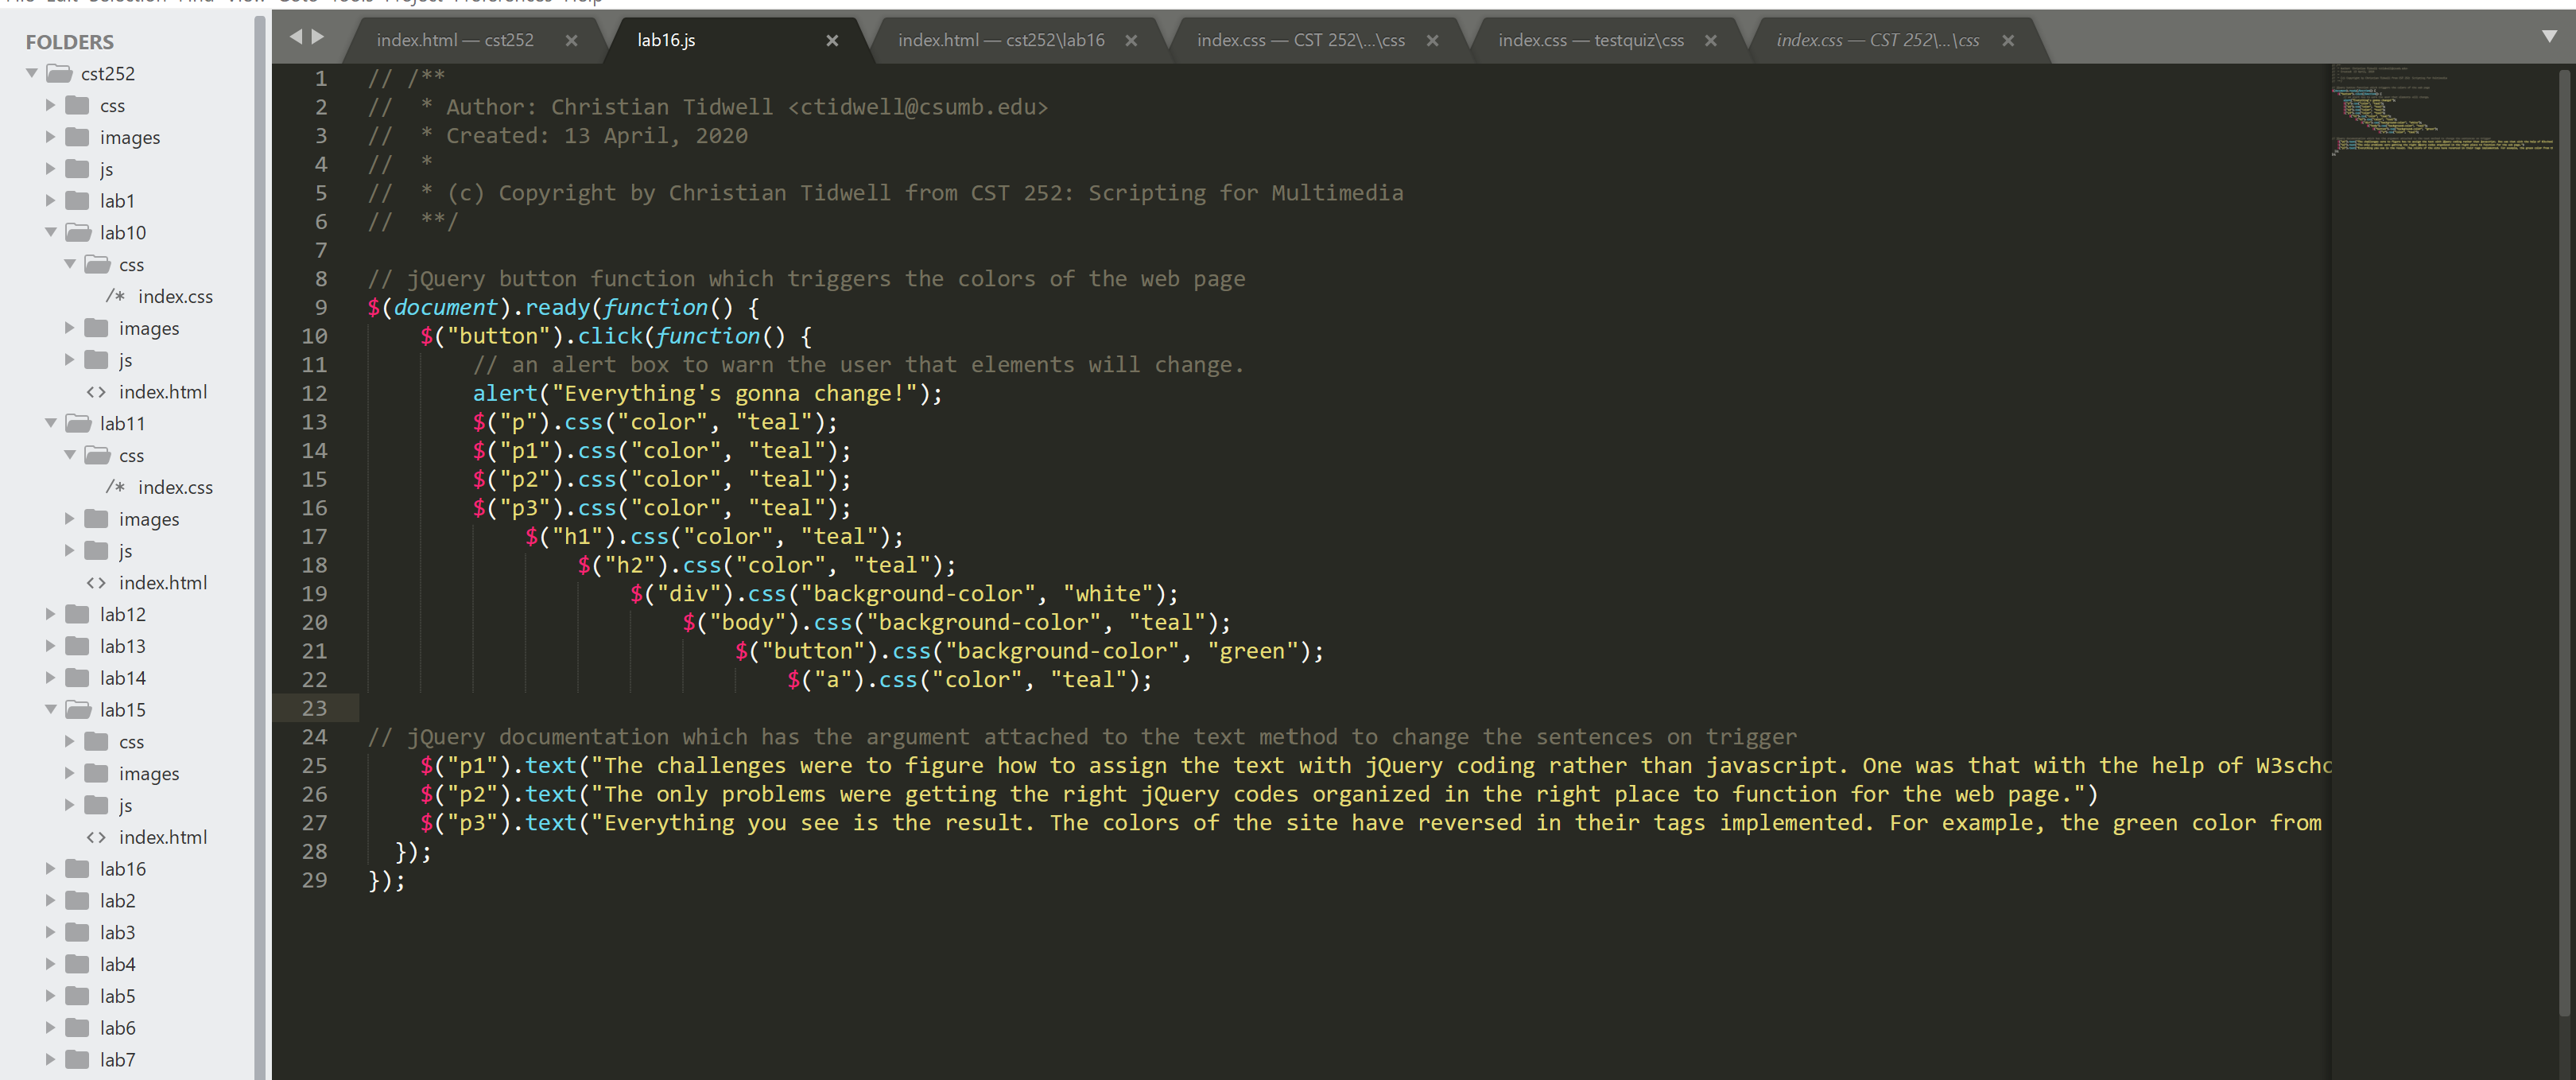 FOLDERS
cst252
css
images
js
lab1
lab10
css
/* index.css
images
js
<> index.html
lab11
css
/* index.css
images
js
<> index.html
lab12
lab13
lab14
lab15
css
images
js
<> index.html
lab16
lab2
lab3
lab4
lab5
lab6
lab7
index.html — cst252
lab16.js
index.html — cst252\lab16
index.css — CST 252\...\css
index.css — testquiz\css
index.css — CST 252\...\css
1 // /**
2 //  * Author: Christian Tidwell <ctidwell@csumb.edu>
3 //  * Created: 13 April, 2020
4 //  *
5 //  * (c) Copyright by Christian Tidwell from CST 252: Scripting for Multimedia
6 //  **/
7
8 // jQuery button function which triggers the colors of the web page
9 $(document).ready(function() {
10     $("button").click(function() {
11         // an alert box to warn the user that elements will change.
12         alert("Everything's gonna change!");
13         $("p").css("color", "teal");
14         $("p1").css("color", "teal");
15         $("p2").css("color", "teal");
16         $("p3").css("color", "teal");
17             $("h1").css("color", "teal");
18                 $("h2").css("color", "teal");
19                     $("div").css("background-color", "white");
20                         $("body").css("background-color", "teal");
21                             $("button").css("background-color", "green");
22                                 $("a").css("color", "teal");
23
24 // jQuery documentation which has the argument attached to the text method to change the sentences on trigger
25     $("p1").text("The challenges were to figure how to assign the text with jQuery coding rather than javascript. One was that with the help of W3scho
26     $("p2").text("The only problems were getting the right jQuery codes organized in the right place to function for the web page.")
27     $("p3").text("Everything you see is the result. The colors of the site have reversed in their tags implemented. For example, the green color from
28   });
29 });